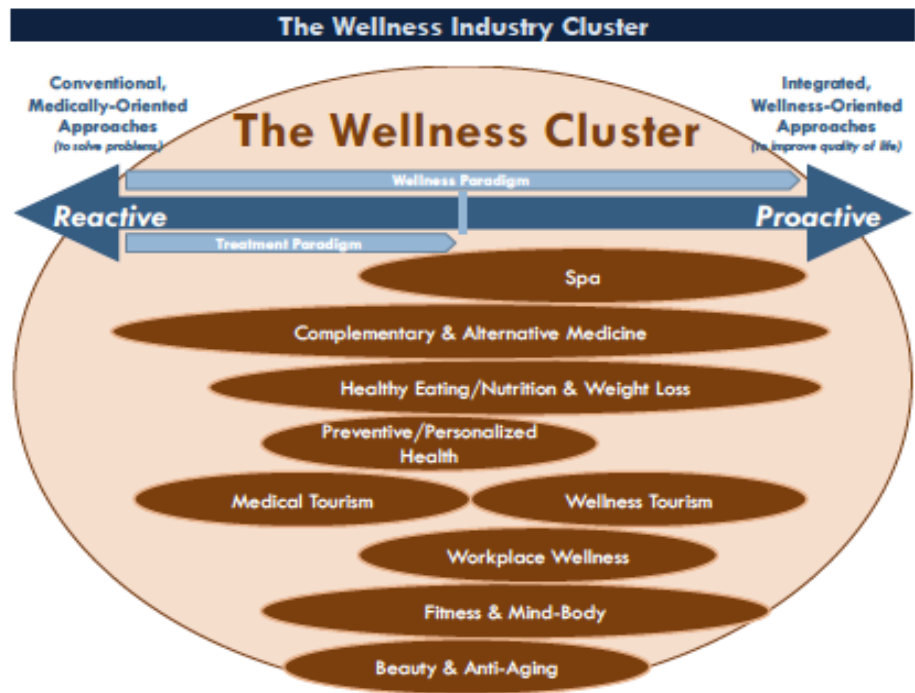 The Wellness Industry Cluster
Conventional,
Medically-Oriented
Approaches
(to solve problems)
Integrated,
Wellness-Oriented
Approaches
(to improve quality of life)
The Wellness Cluster
Wellness Paradigm
Reactive
Proactive
Treatment Paradigm
Spa
Complementary & Alternative Medicine
Healthy Eating/Nutrition & Weight Loss
Preventive/Personalized
Health
Medical Tourism
Wellness Tourism
Workplace Wellness
Fitness & Mind-Body
Beauty & Anti-Aging